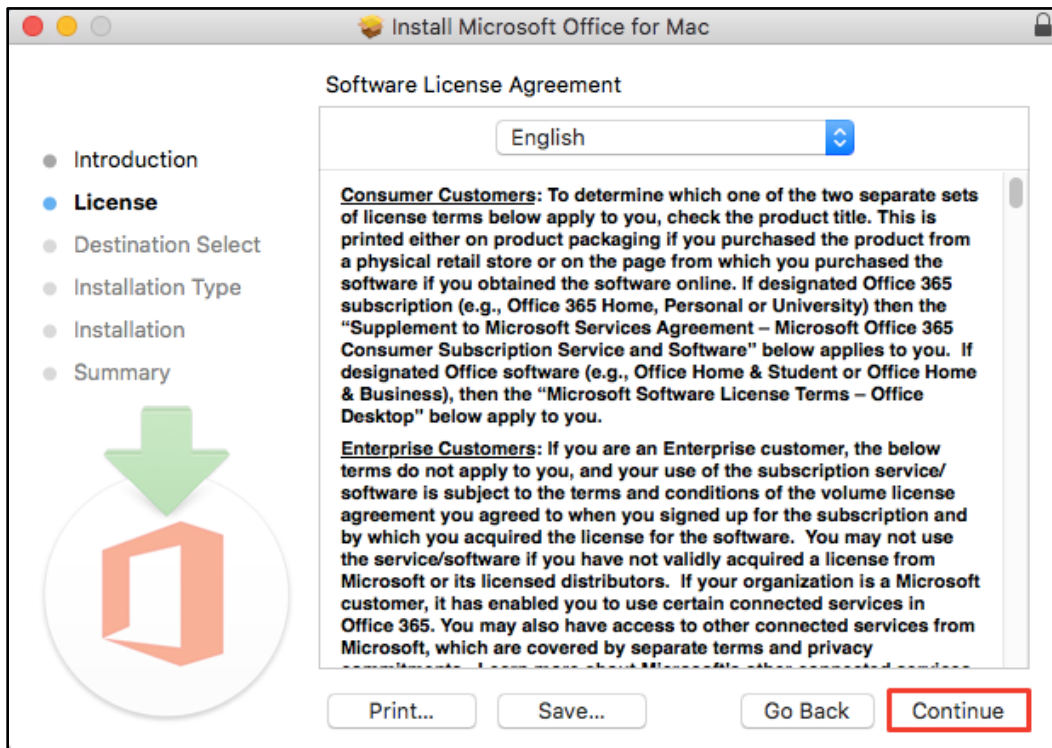 Install Microsoft Office for Mac
Software License Agreement
English
Introduction
License
Destination Select
Installation Type
Installation
Summary
Consumer Customers: To determine which one of the two separate sets
of license terms below apply to you, check the product title. This is
printed either on product packaging if you purchased the product from
a physical retail store or on the page from which you purchased the
software if you obtained the software online. If designated Office 365
subscription (e.g., Office 365 Home, Personal or University) then the
“Supplement to Microsoft Services Agreement – Microsoft Office 365
Consumer Subscription Service and Software" below applies to you.  If
designated Office software (e.g., Office Home & Student or Office Home
& Business), then the “Microsoft Software License Terms – Office
Desktop" below apply to you.
Enterprise Customers: If you are an Enterprise customer, the below
terms do not apply to you, and your use of the subscription service/
software is subject to the terms and conditions of the volume license
agreement you agreed to when you signed up for the subscription and
by which you acquired the license for the software.  You may not use
the service/software if you have not validly acquired a license from
Microsoft or its licensed distributors.  If your organization is a Microsoft
customer, it has enabled you to use certain connected services in
Office 365. You may also have access to other connected services from
Microsoft, which are covered by separate terms and privacy
commitments. Learn more about Microsoft's other connected services
Print...
Save...
Go Back
Continue